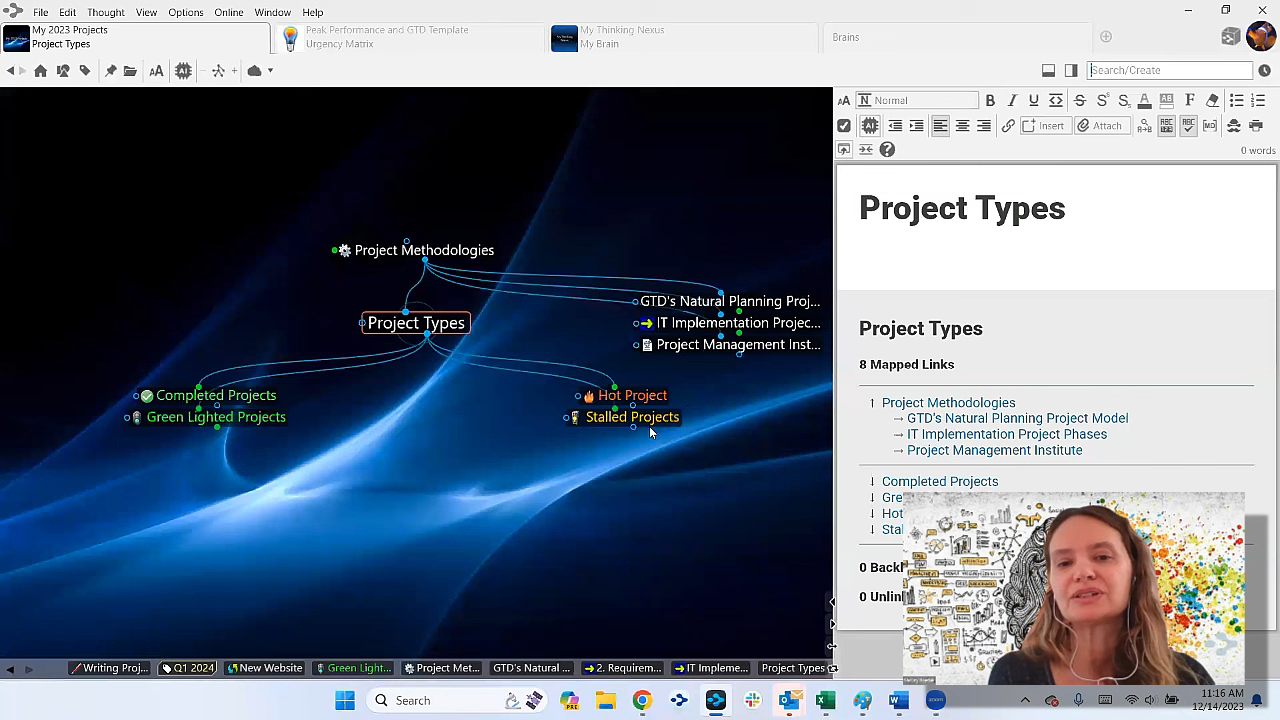 File Edit Thought View Options Online Window Help
My 2023 Projects
Project Types
Peak Performance and GTD Template
Urgency Matrix
My Thinking Nexus
My Brain
Brains
Search/Create
Normal
Insert
Attach
0 words
Project Methodologies
GTD's Natural Planning Proj...
Project Types
IT Implementation Projec...
Project Management Inst...
Completed Projects
Green Lighted Projects
Hot Project
Stalled Projects
Project Types
Project Types
8 Mapped Links
↑ Project Methodologies
→ GTD's Natural Planning Project Model
→ IT Implementation Project Phases
→ Project Management Institute
↓ Completed Projects
↓ Gre
↓ Hot
↓ Stal
0 Back
0 Unlin
Writing Proj... Q1 2024 New Website Green Light... Project Met... GTD's Natural ... 2. Requirem... IT Impleme... Project Types
Search
11:16 AM
12/14/2023